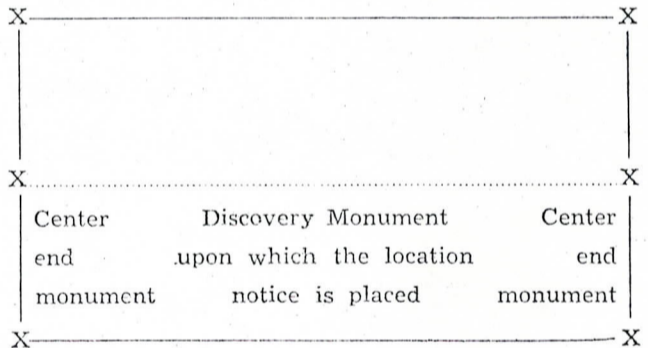 X X
X X
Center Discovery Monument Center
end upon which the location end
monument notice is placed monument
X X